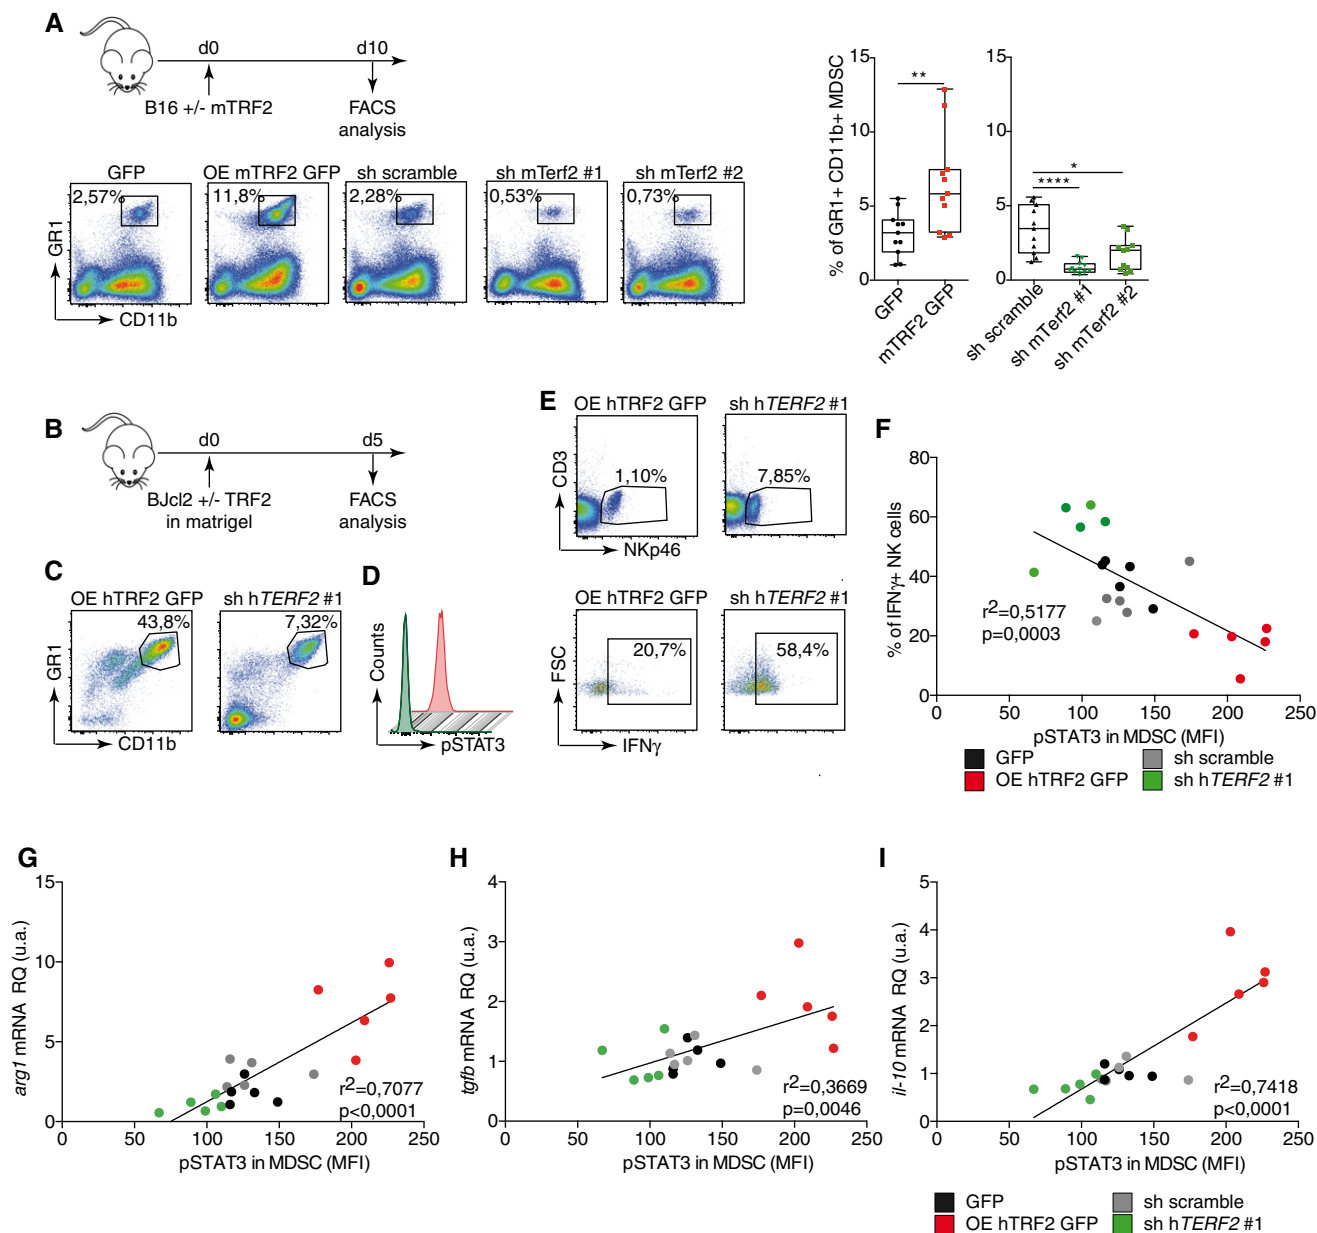 A
d0
d10
B16 +/- mTRF2
FACS
analysis
GFP
OE mTRF2 GFP
sh scramble
sh mTerf2 #1
sh mTerf2 #2
2,57%
11,8%
2,28%
0,53%
0,73%
GR1
CD11b
% of GR1+ CD11b+ MDSC
15
10
5
0
**
GFP
mTRF2 GFP
15
10
5
0
*
****
sh scramble
sh mTerf2 #1
sh mTerf2 #2
B
d0
d5
BJcl2 +/- TRF2
in matrigel
FACS
analysis
C
OE hTRF2 GFP
sh hTERF2 #1
43,8%
7,32%
GR1
CD11b
D
Counts
pSTAT3
E
OE hTRF2 GFP
sh hTERF2 #1
1,10%
7,85%
CD3
NKp46
OE hTRF2 GFP
sh hTERF2 #1
20,7%
58,4%
FSC
IFNγ
F
% of IFNγ+ NK cells
80
60
40
20
0
r2=0,5177
p=0,0003
0 50 100 150 200 250
pSTAT3 in MDSC (MFI)
GFP
sh scramble
OE hTRF2 GFP
sh hTERF2 #1
G
arg1 mRNA RQ (u.a.)
15
10
5
0
r2=0,7077
p<0,0001
0 50 100 150 200 250
pSTAT3 in MDSC (MFI)
H
tgfb mRNA RQ (u.a.)
4
3
2
1
0
r2=0,3669
p=0,0046
0 50 100 150 200 250
pSTAT3 in MDSC (MFI)
I
il-10 mRNA RQ (u.a.)
5
4
3
2
1
0
r2=0,7418
p<0,0001
0 50 100 150 200 250
pSTAT3 in MDSC (MFI)
GFP
sh scramble
OE hTRF2 GFP
sh hTERF2 #1